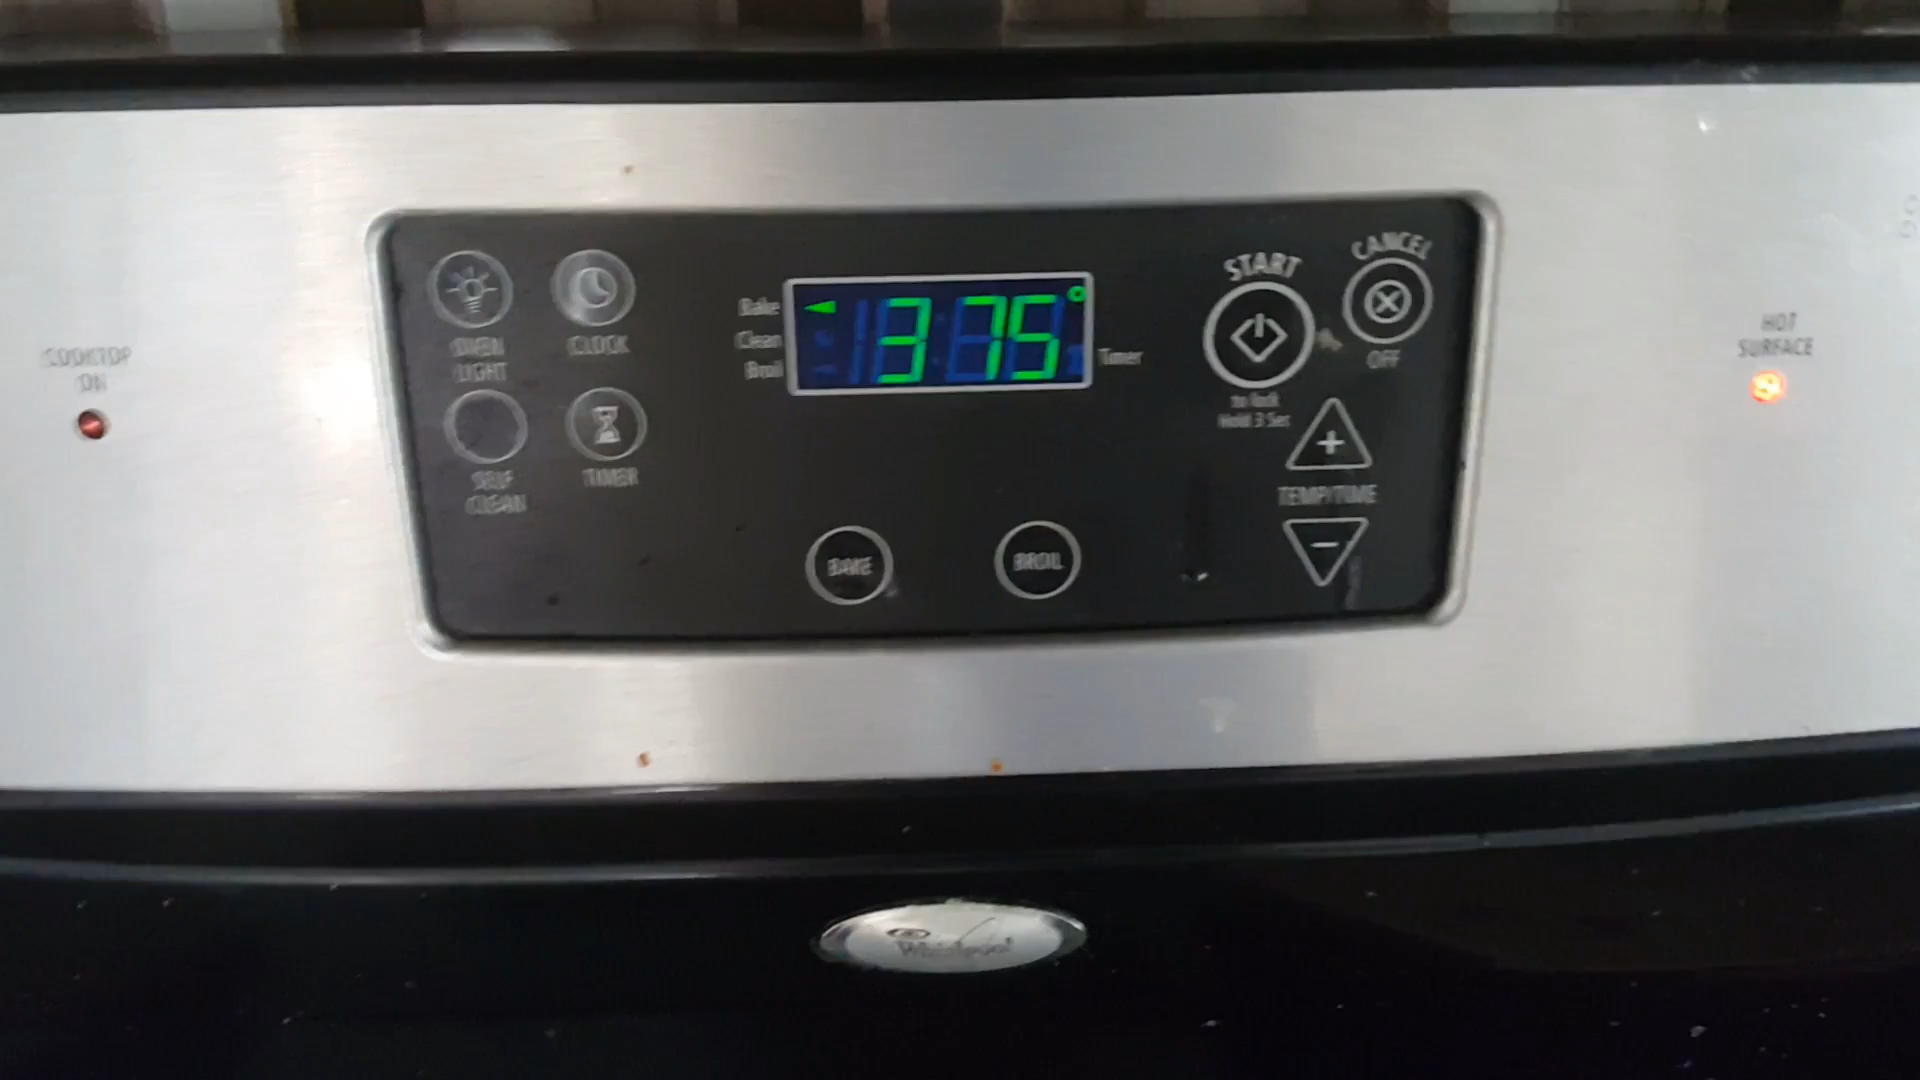 COOKTOP
ON
OVEN
LIGHT
CLOCK
SELF
CLEAN
TIMER
Bake
Clean
Broil
375°
Timer
BAKE
BROIL
START
to lock
Hold 3 Sec
CANCEL
OFF
TEMP/TIME
HOT
SURFACE
Whirlpool